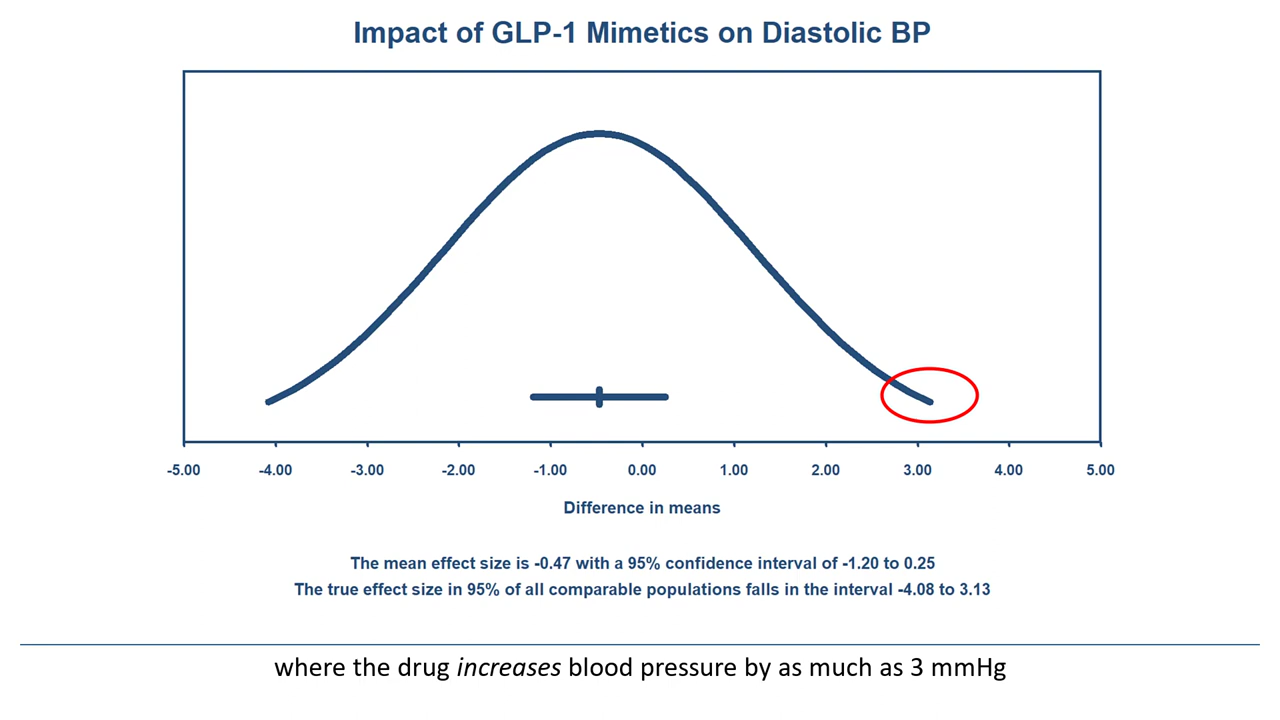 Impact of GLP-1 Mimetics on Diastolic BP
-5.00 -4.00 -3.00 -2.00 -1.00 0.00 1.00 2.00 3.00 4.00 5.00
Difference in means
The mean effect size is -0.47 with a 95% confidence interval of -1.20 to 0.25
The true effect size in 95% of all comparable populations falls in the interval -4.08 to 3.13
where the drug increases blood pressure by as much as 3 mmHg